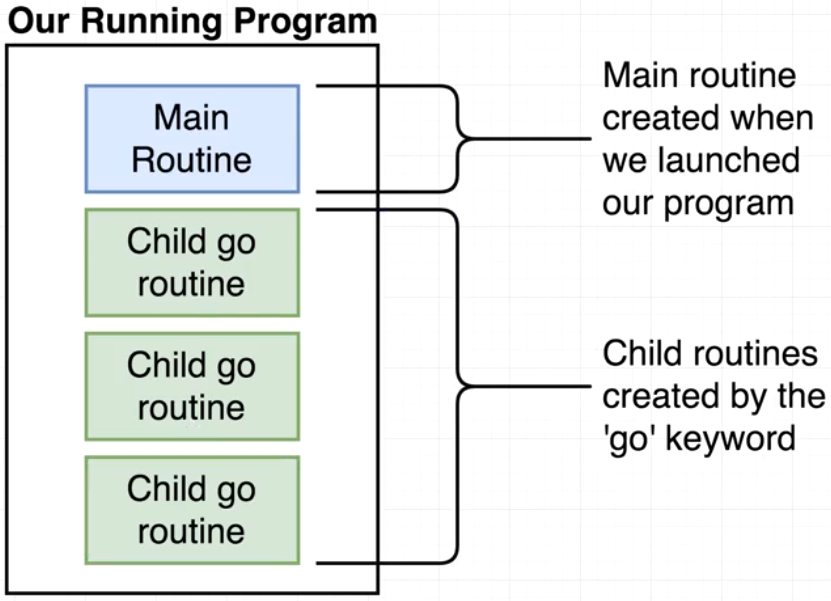 Our Running Program
Main
Routine
Main routine
created when
we launched
our program
Child go
routine
Child go
routine
Child go
routine
Child routines
created by the
'go' keyword